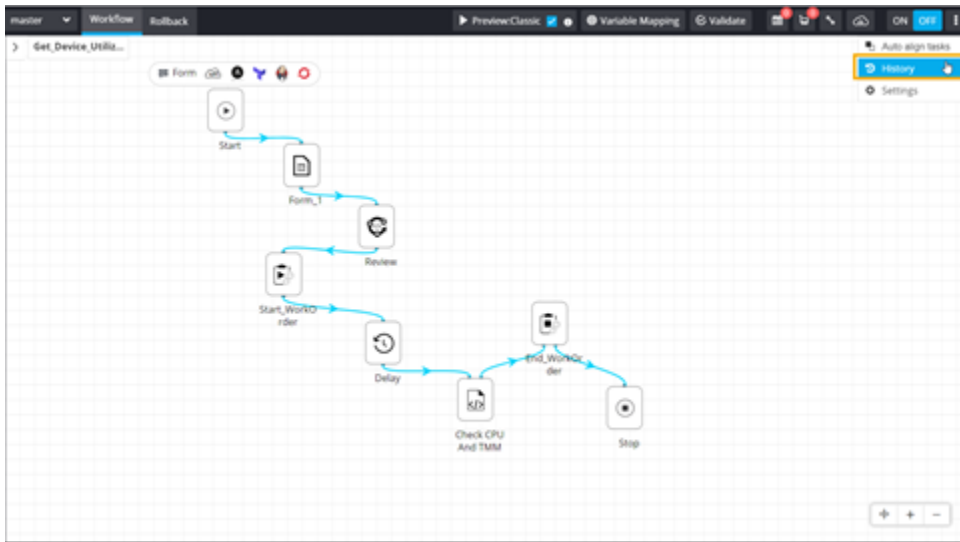 master Workflow Rollback Preview:Classic Variable Mapping Validate ON OFF
Get_Device_Utiliz...
Auto align tasks
History
Settings
Form
Start
Form_1
Review
Start_WorkO
rder
Delay
End_WorkOr
der
Check CPU
And TMM
Stop